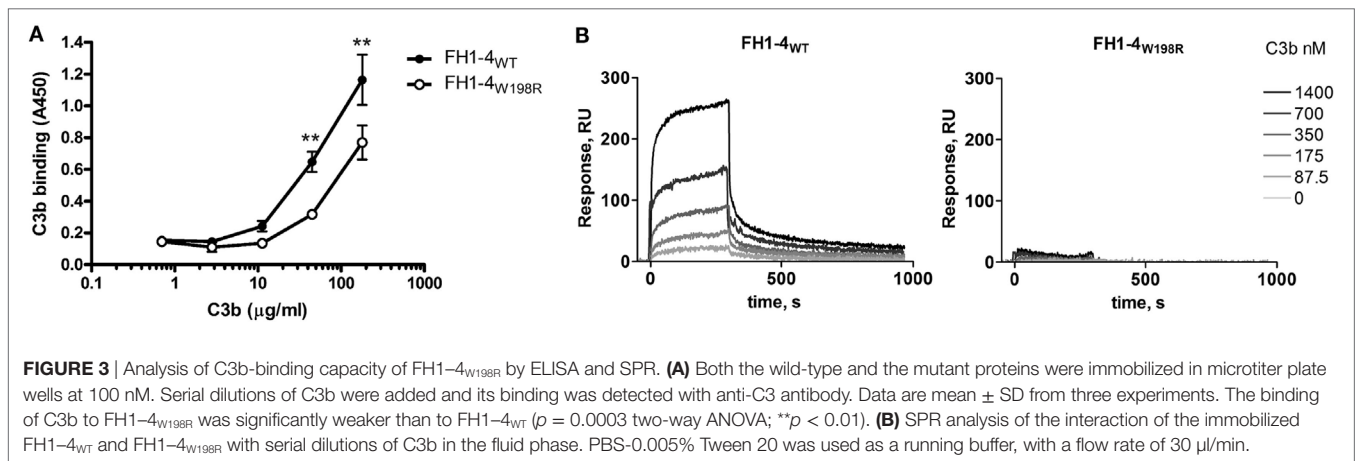 A
1.4
1.2
1.0
0.8
0.6
0.4
0.2
0.0
C3b binding (A450)
**
**
0.1
1
10
100
1000
C3b (µg/ml)
FH1-4WT
FH1-4W198R
B
FH1-4WT
300
200
100
0
Response, RU
0
500
1000
time, s
FH1-4W198R
300
200
100
0
Response, RU
0
500
1000
time, s
C3b nM
1400
700
350
175
87.5
0
FIGURE 3 | Analysis of C3b-binding capacity of FH1–4W198R by ELISA and SPR. (A) Both the wild-type and the mutant proteins were immobilized in microtiter plate
wells at 100 nM. Serial dilutions of C3b were added and its binding was detected with anti-C3 antibody. Data are mean ± SD from three experiments. The binding
of C3b to FH1–4W198R was significantly weaker than to FH1–4WT (p = 0.0003 two-way ANOVA; **p < 0.01). (B) SPR analysis of the interaction of the immobilized
FH1–4WT and FH1–4W198R with serial dilutions of C3b in the fluid phase. PBS-0.005% Tween 20 was used as a running buffer, with a flow rate of 30 µl/min.